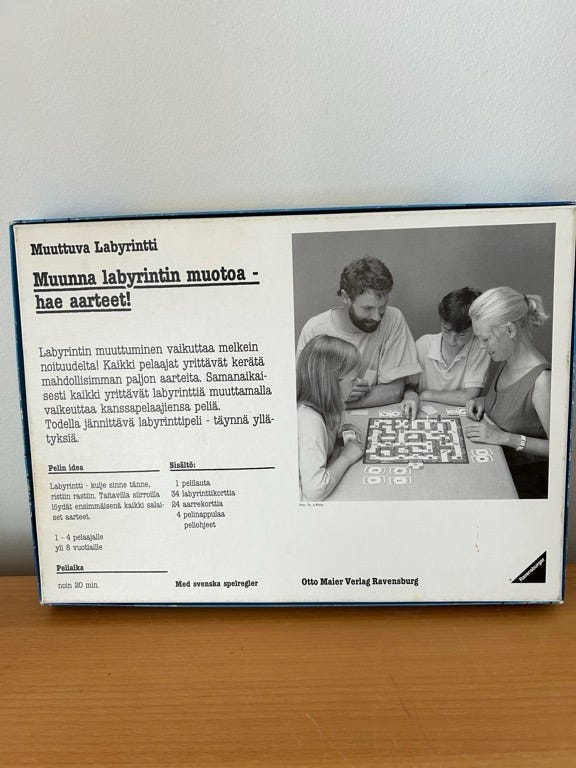 Muuttuva Labyrintti
Muunna labyrintin muotoa -
hae aarteet!
Labyrintin muuttuminen vaikuttaa melkein
noituudelta! Kaikki pelaajat yrittävät kerätä
mahdollisimman paljon aarteita. Samanaikai-
sesti kaikki yrittävät labyrinttiä muuttamalla
vaikeuttaa kanssapelaajiensa peliä.
Todella jännittävä labyrinttipeli - täynnä yllä-
tyksiä.
Pelin idea
Labyrintti - kulje sinne tänne,
ristiin rastiin. Taitavilla siirroilla
löydät ensimmäisenä kaikki salai-
set aarteet.
1 - 4 pelaajalle
yli 8 vuotiaille
Peliaika
noin 20 min.
Sisältö:
1 pelilauta
34 labyrinttikorttia
24 aarrekorttia
4 pelinappulaa
peliohjeet
Med svenska spelregler
Otto Maier Verlag Ravensburg
Ravensburger